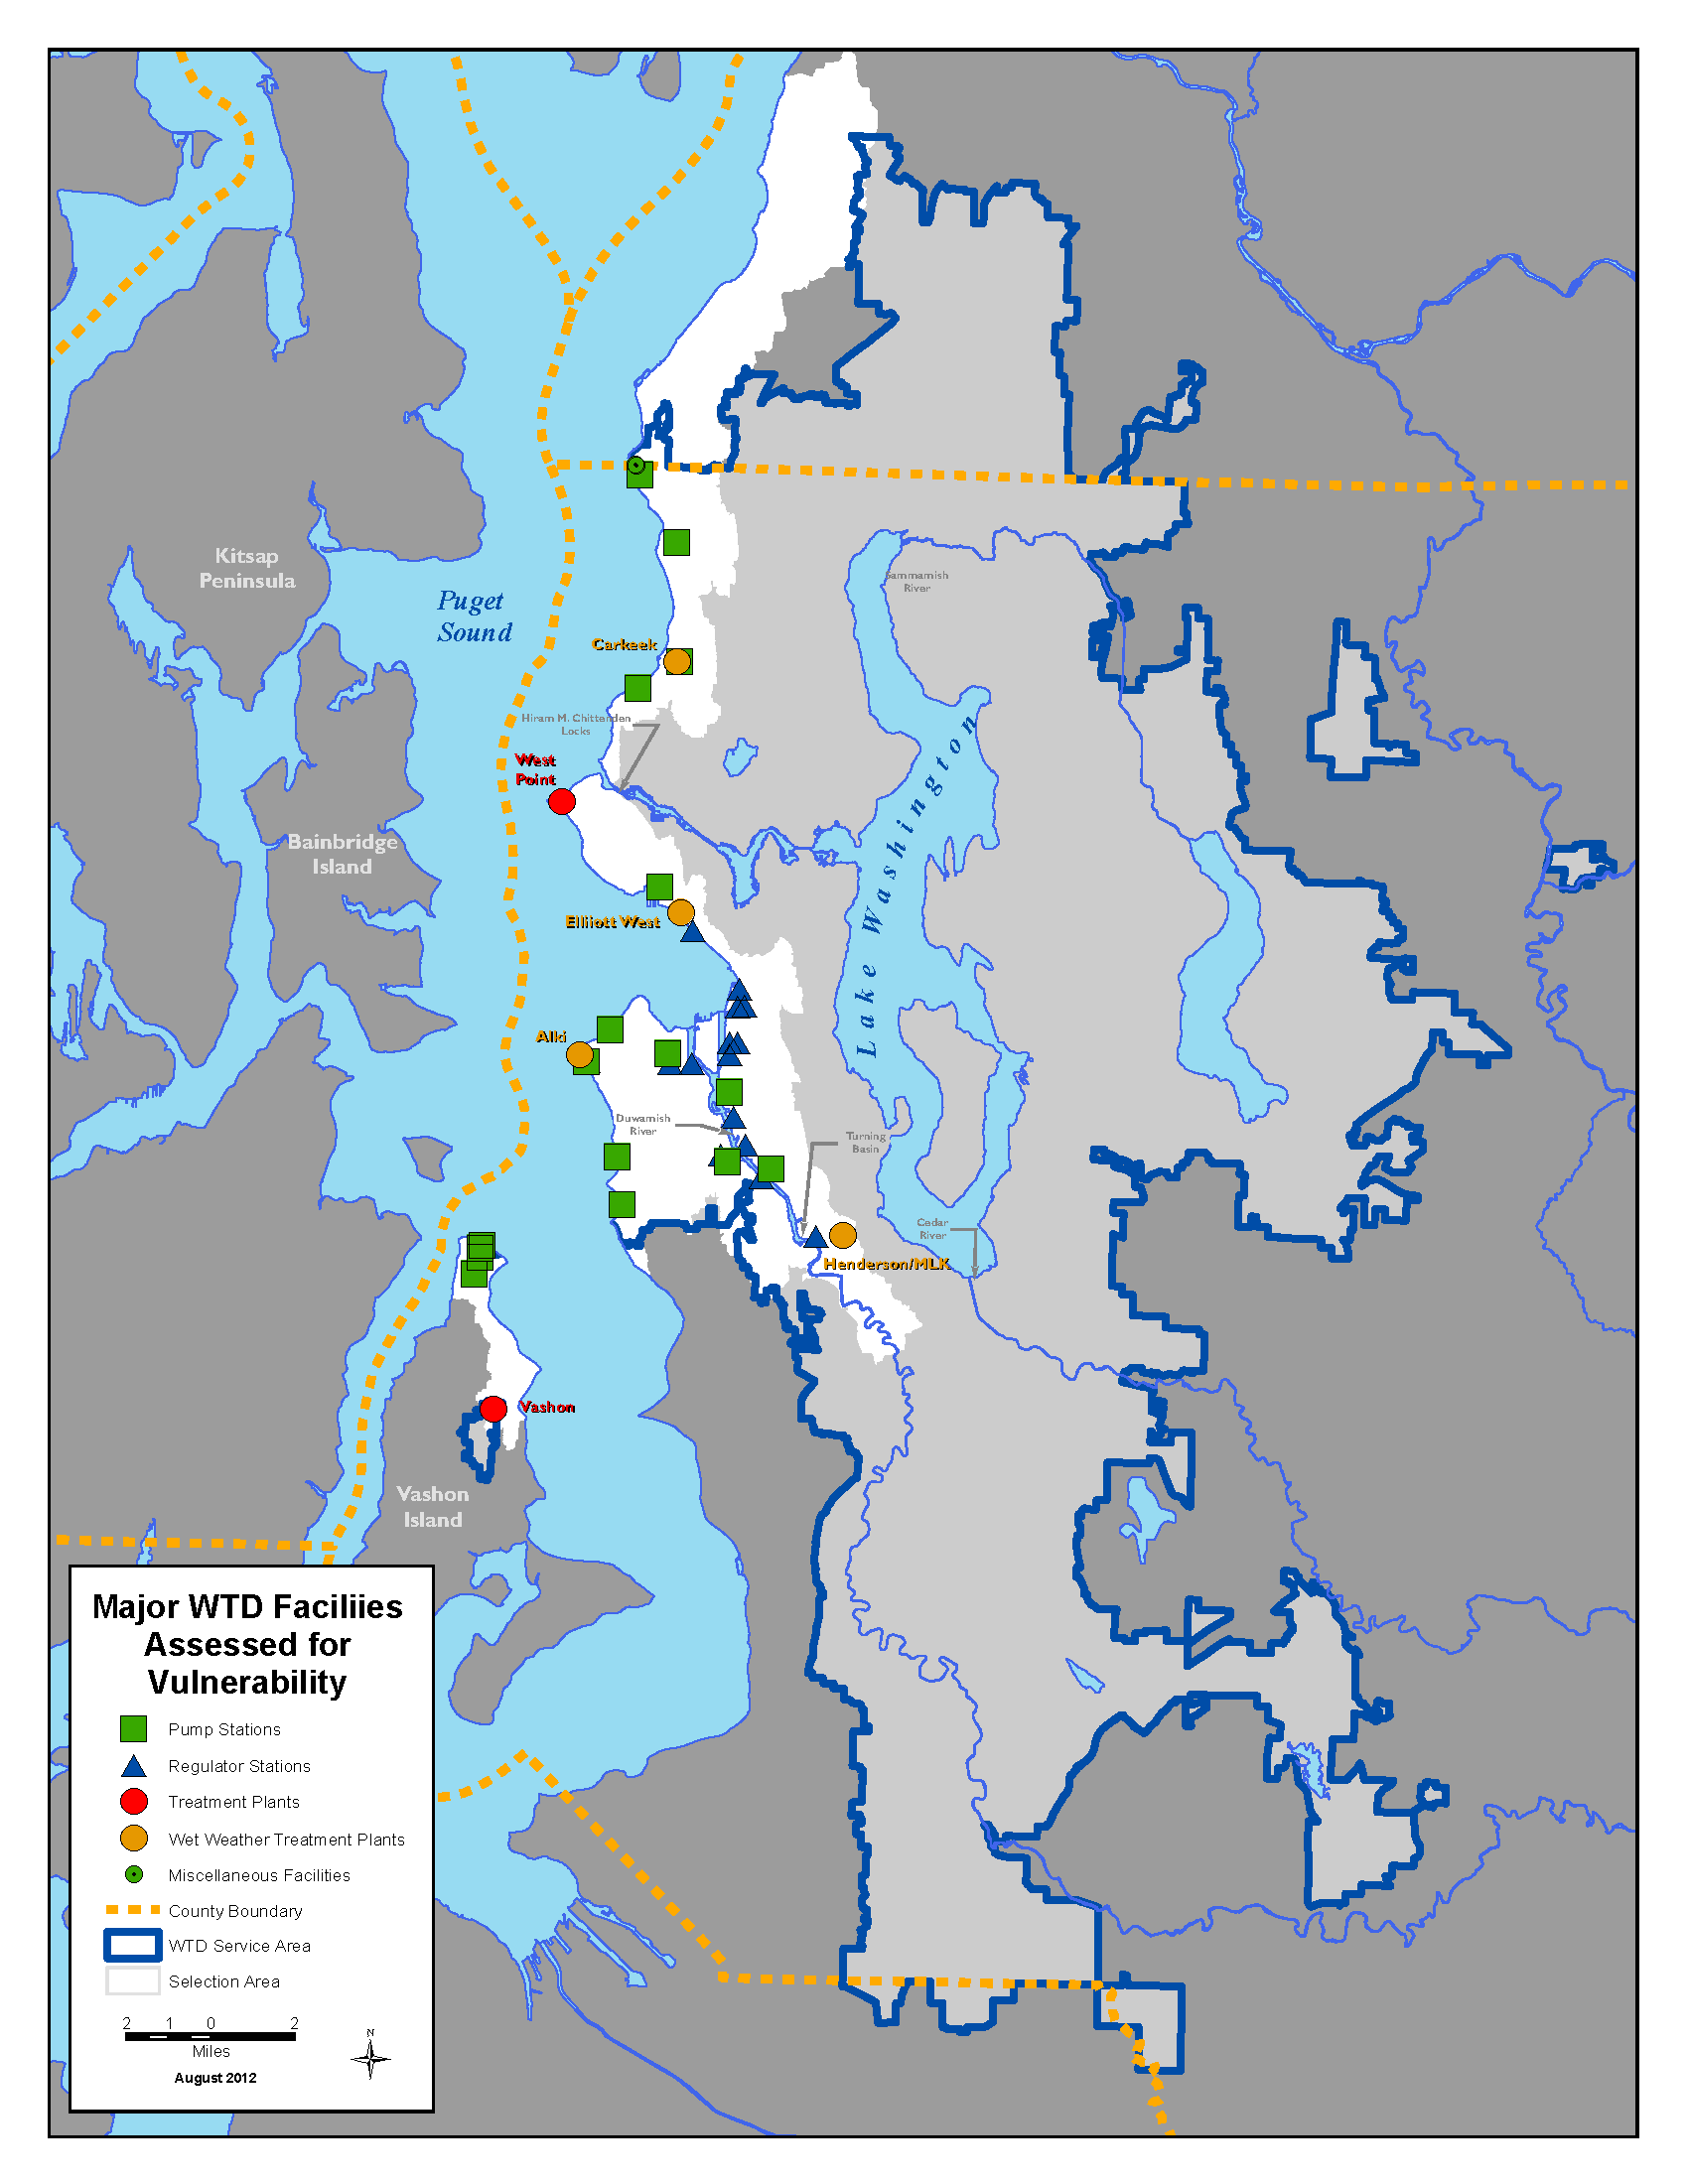 Kitsap
Peninsula
Puget
Sound
Sammamish
River
Carkeek
Hiram M. Chittenden
Locks
West
Point
Lake Washington
Bainbridge
Island
Elliiott West
Alki
Duwamish
River
Turning
Basin
Cedar
River
Henderson/MLK
Vashon
Vashon
Island
Major WTD Faciliies
Assessed for
Vulnerability
Pump Stations
Regulator Stations
Treatment Plants
Wet Weather Treatment Plants
Miscellaneous Facilities
County Boundary
WTD Service Area
Selection Area
2 1 0 2
Miles
N
August 2012